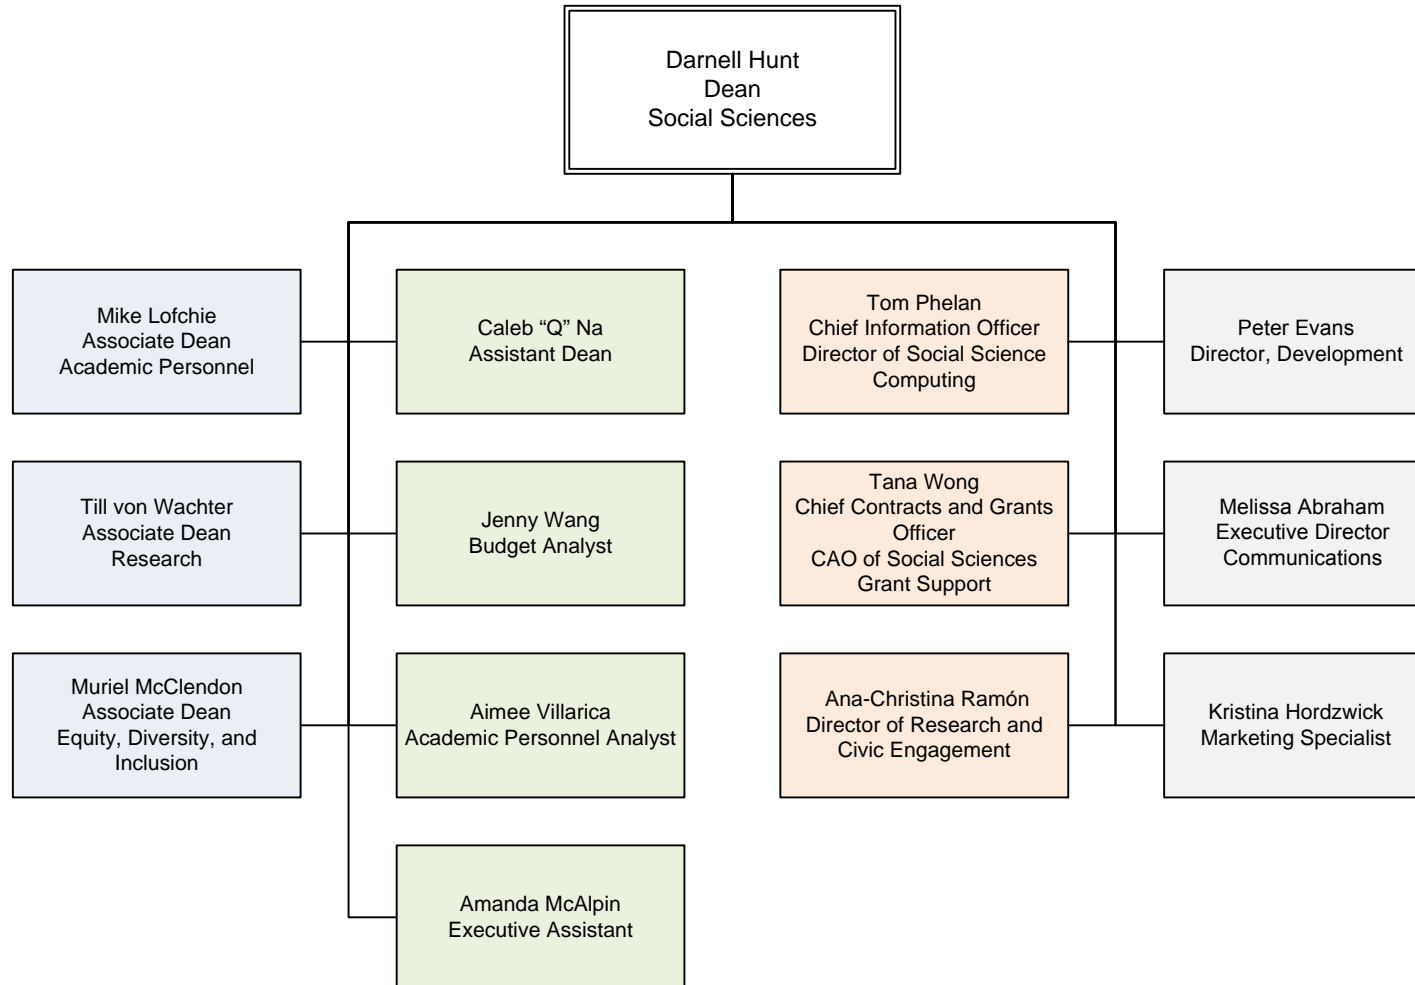 Darnell Hunt
Dean
Social Sciences
Mike Lofchie
Associate Dean
Academic Personnel
Caleb “Q” Na
Assistant Dean
Tom Phelan
Chief Information Officer
Director of Social Science
Computing
Peter Evans
Director, Development
Till von Wachter
Associate Dean
Research
Jenny Wang
Budget Analyst
Tana Wong
Chief Contracts and Grants
Officer
CAO of Social Sciences
Grant Support
Melissa Abraham
Executive Director
Communications
Muriel McClendon
Associate Dean
Equity, Diversity, and
Inclusion
Aimee Villarica
Academic Personnel Analyst
Ana-Christina Ramón
Director of Research and
Civic Engagement
Kristina Hordzwick
Marketing Specialist
Amanda McAlpin
Executive Assistant